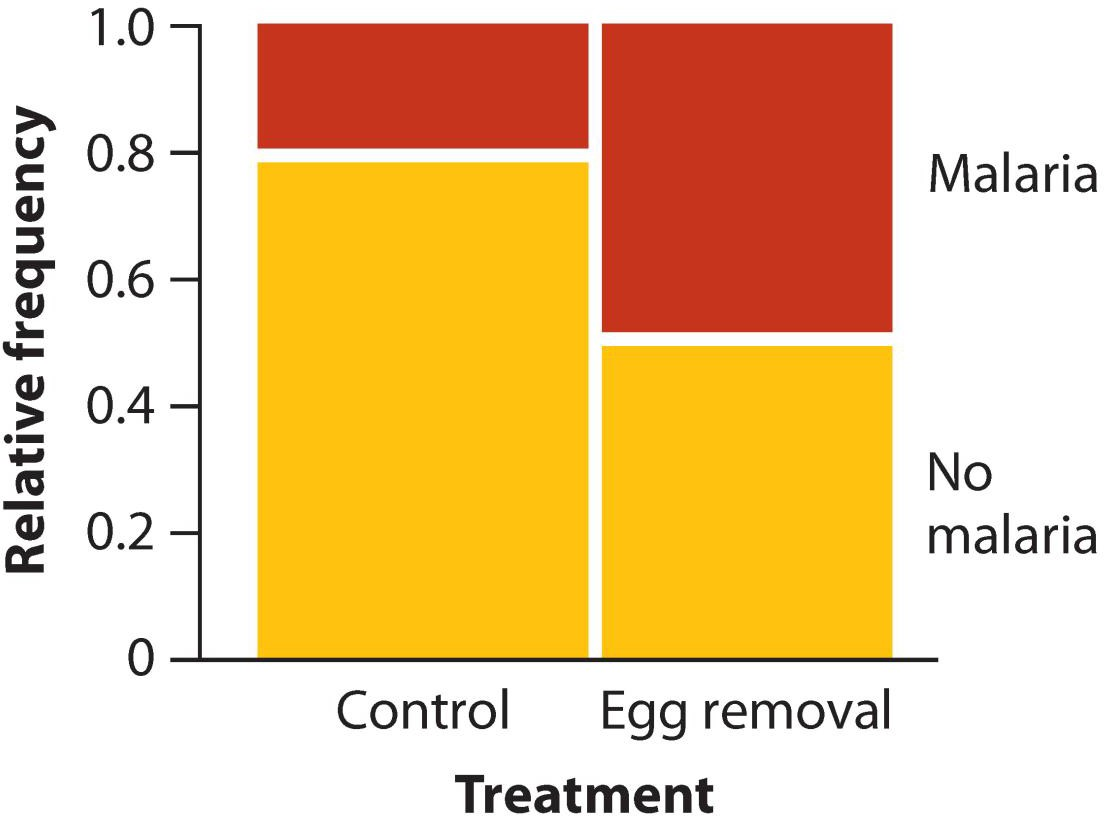 Relative frequency
1.0
0.8
0.6
0.4
0.2
0
Malaria
No
malaria
Control
Egg removal
Treatment